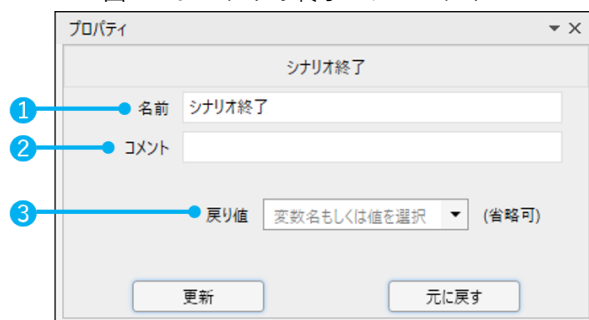 プロパティ
シナリオ終了
1 名前 シナリオ終了
2 コメント
3 戻り値 変数名もしくは値を選択 (省略可)
更新 元に戻す